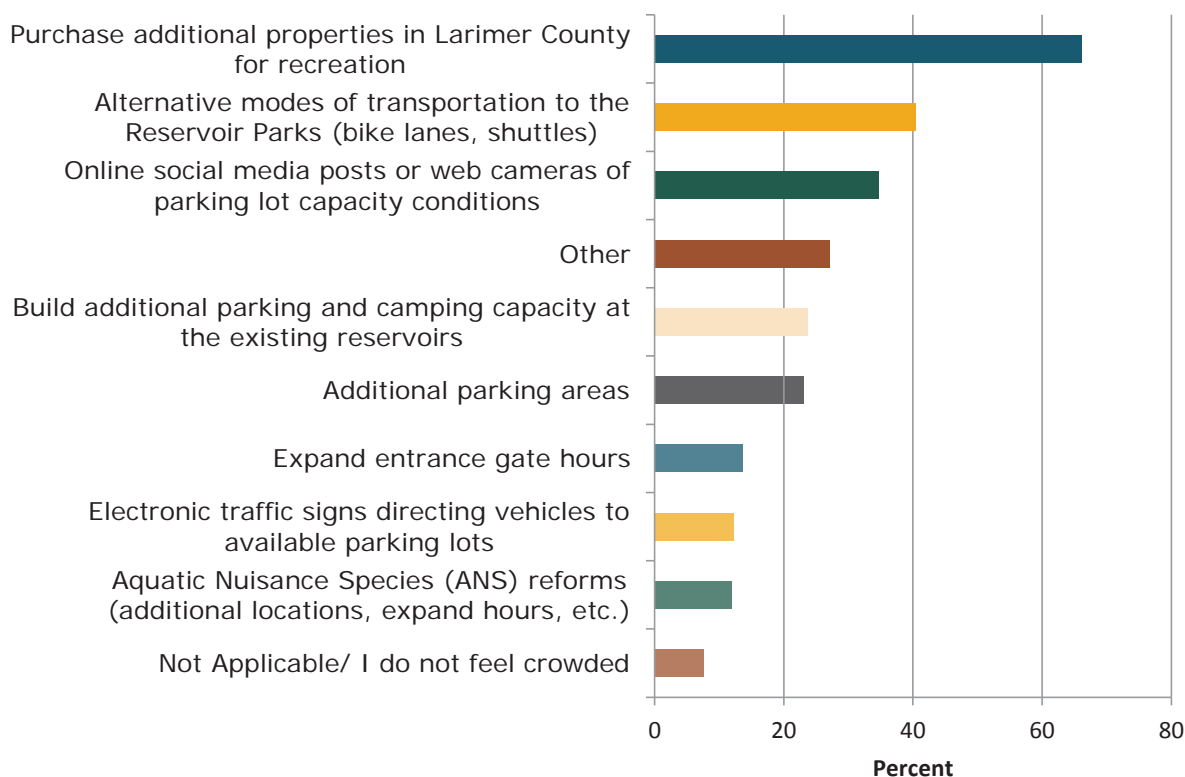 Purchase additional properties in Larimer County
for recreation
Alternative modes of transportation to the
Reservoir Parks (bike lanes, shuttles)
Online social media posts or web cameras of
parking lot capacity conditions
Other
Build additional parking and camping capacity at
the existing reservoirs
Additional parking areas
Expand entrance gate hours
Electronic traffic signs directing vehicles to
available parking lots
Aquatic Nuisance Species (ANS) reforms
(additional locations, expand hours, etc.)
Not Applicable/ I do not feel crowded
0 20 40 60 80
Percent